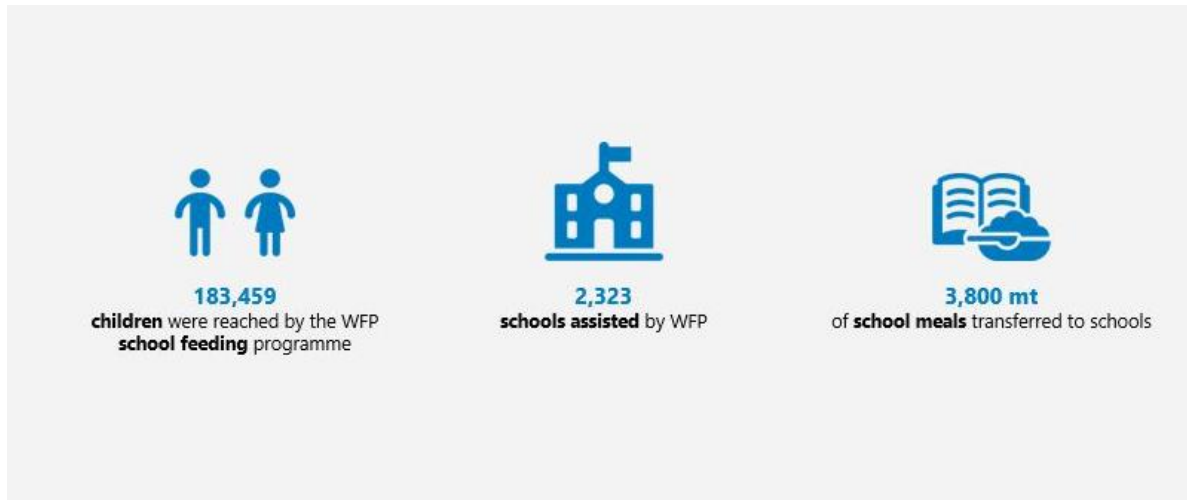 183,459
children were reached by the WFP
school feeding programme
2,323
schools assisted by WFP
3,800 mt
of school meals transferred to schools